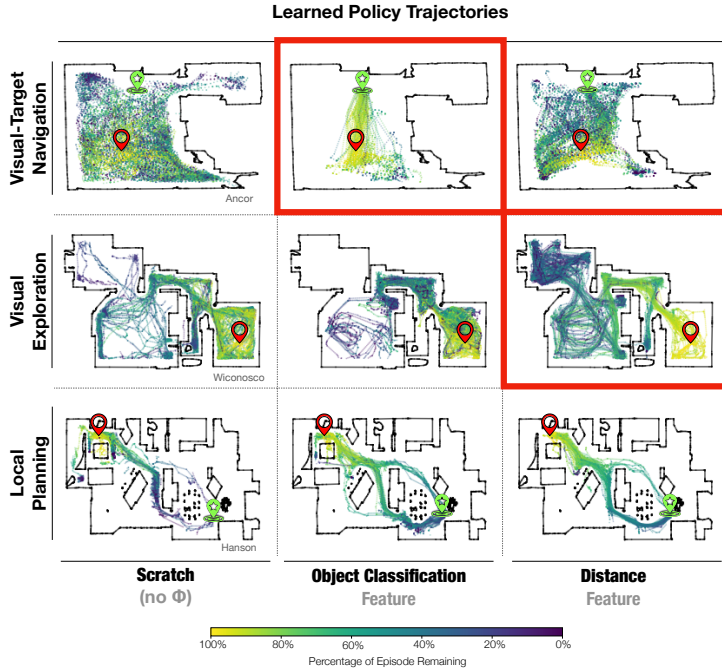 Learned Policy Trajectories
Visual-Target
Navigation
Ancor
Visual
Exploration
Wiconosco
Local
Planning
Hanson
Scratch
(no Φ)
Object Classification
Feature
Distance
Feature
100% 80% 60% 40% 20% 0%
Percentage of Episode Remaining